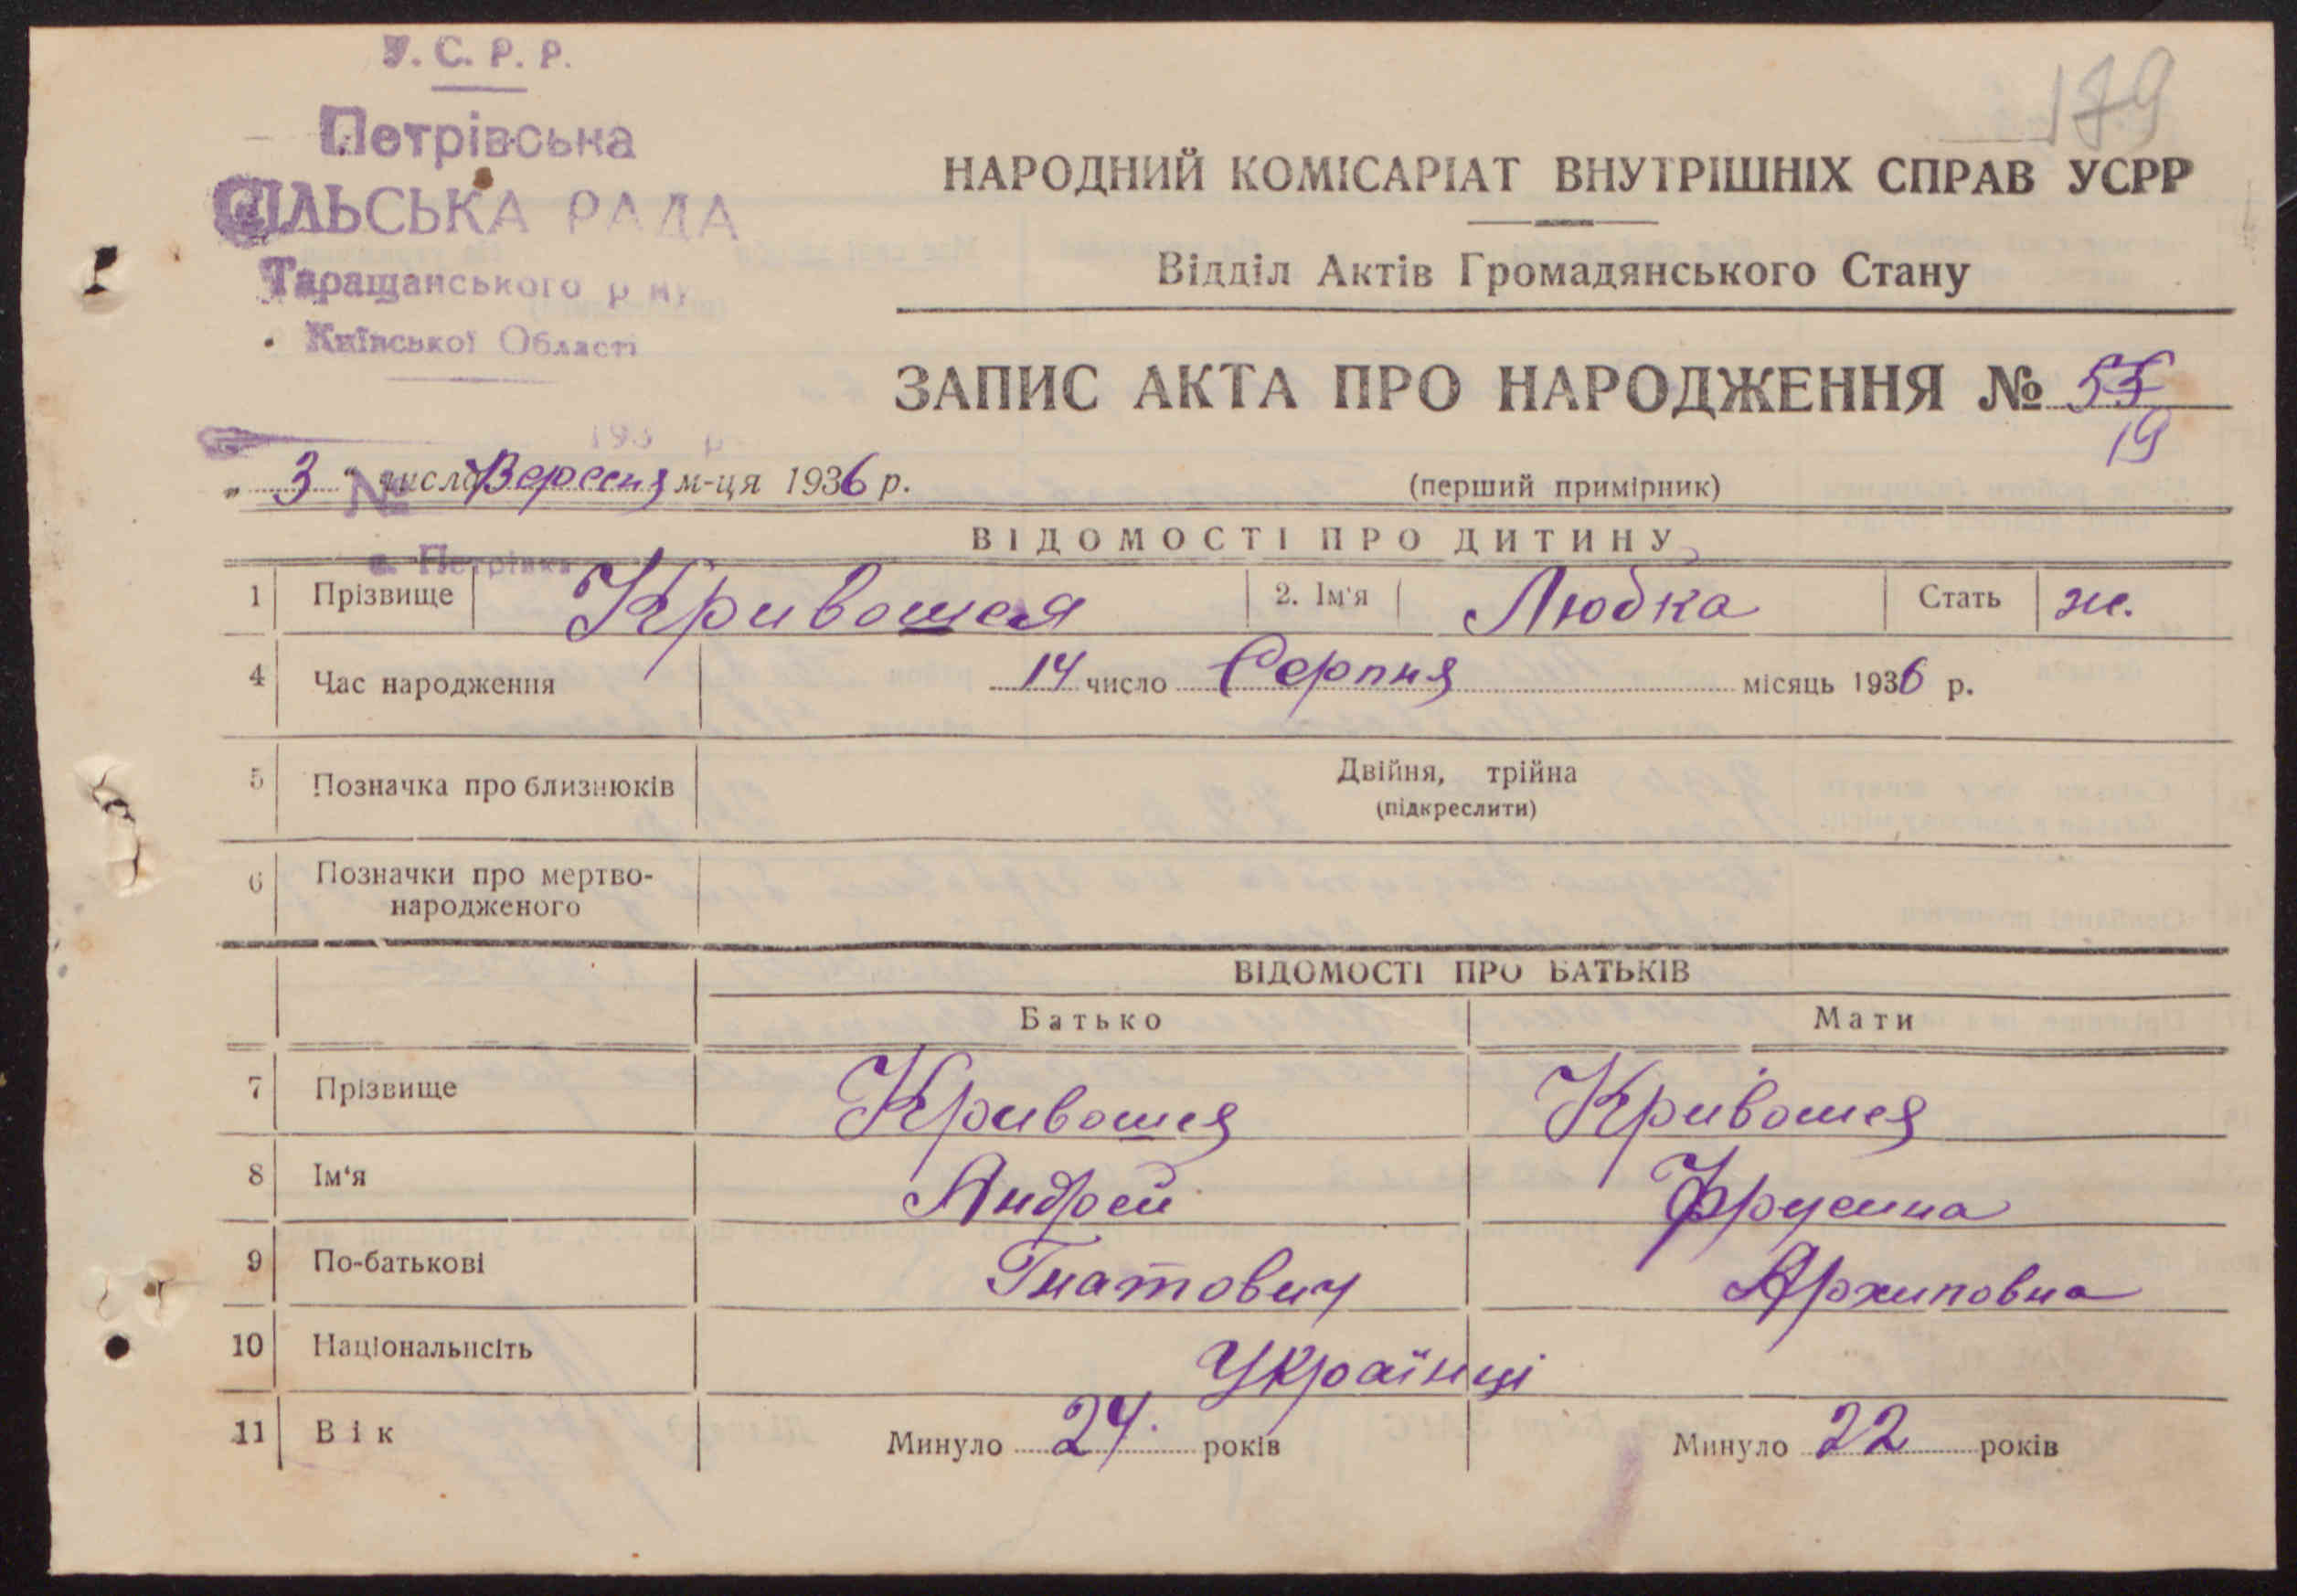 У.С.Р.Р.
Петрівська
СІЛЬСЬКА РАДА
Таращанського р ну
Київської Області
193 р
№
с. Петрівка
179
НАРОДНИЙ КОМІСАРІАТ ВНУТРІШНІХ СПРАВ УСРР
Відділ Актів Громадянського Стану
ЗАПИС АКТА ПРО НАРОДЖЕННЯ № 55
19
„ 3 " числа Вересня м-ця 1936 р.
(перший примірник)
ВІДОМОСТІ ПРО ДИТИНУ
1 Прізвище Кривошея 2. Ім'я Любка Стать ж.
4 Час народження 14 число Серпня місяць 1936 р.
5 Позначка про близнюків Двійня, трійна
(підкреслити)
6 Позначки про мертво-
народженого
ВІДОМОСТІ ПРО БАТЬКІВ
Батько Мати
7 Прізвище Кривошея Кривошея
8 Ім'я Андрей Фрусина
9 По-батькові Гнатович Архиповна
10 Національнсіть Українці
11 Вік Минуло 24. років Минуло 22 років